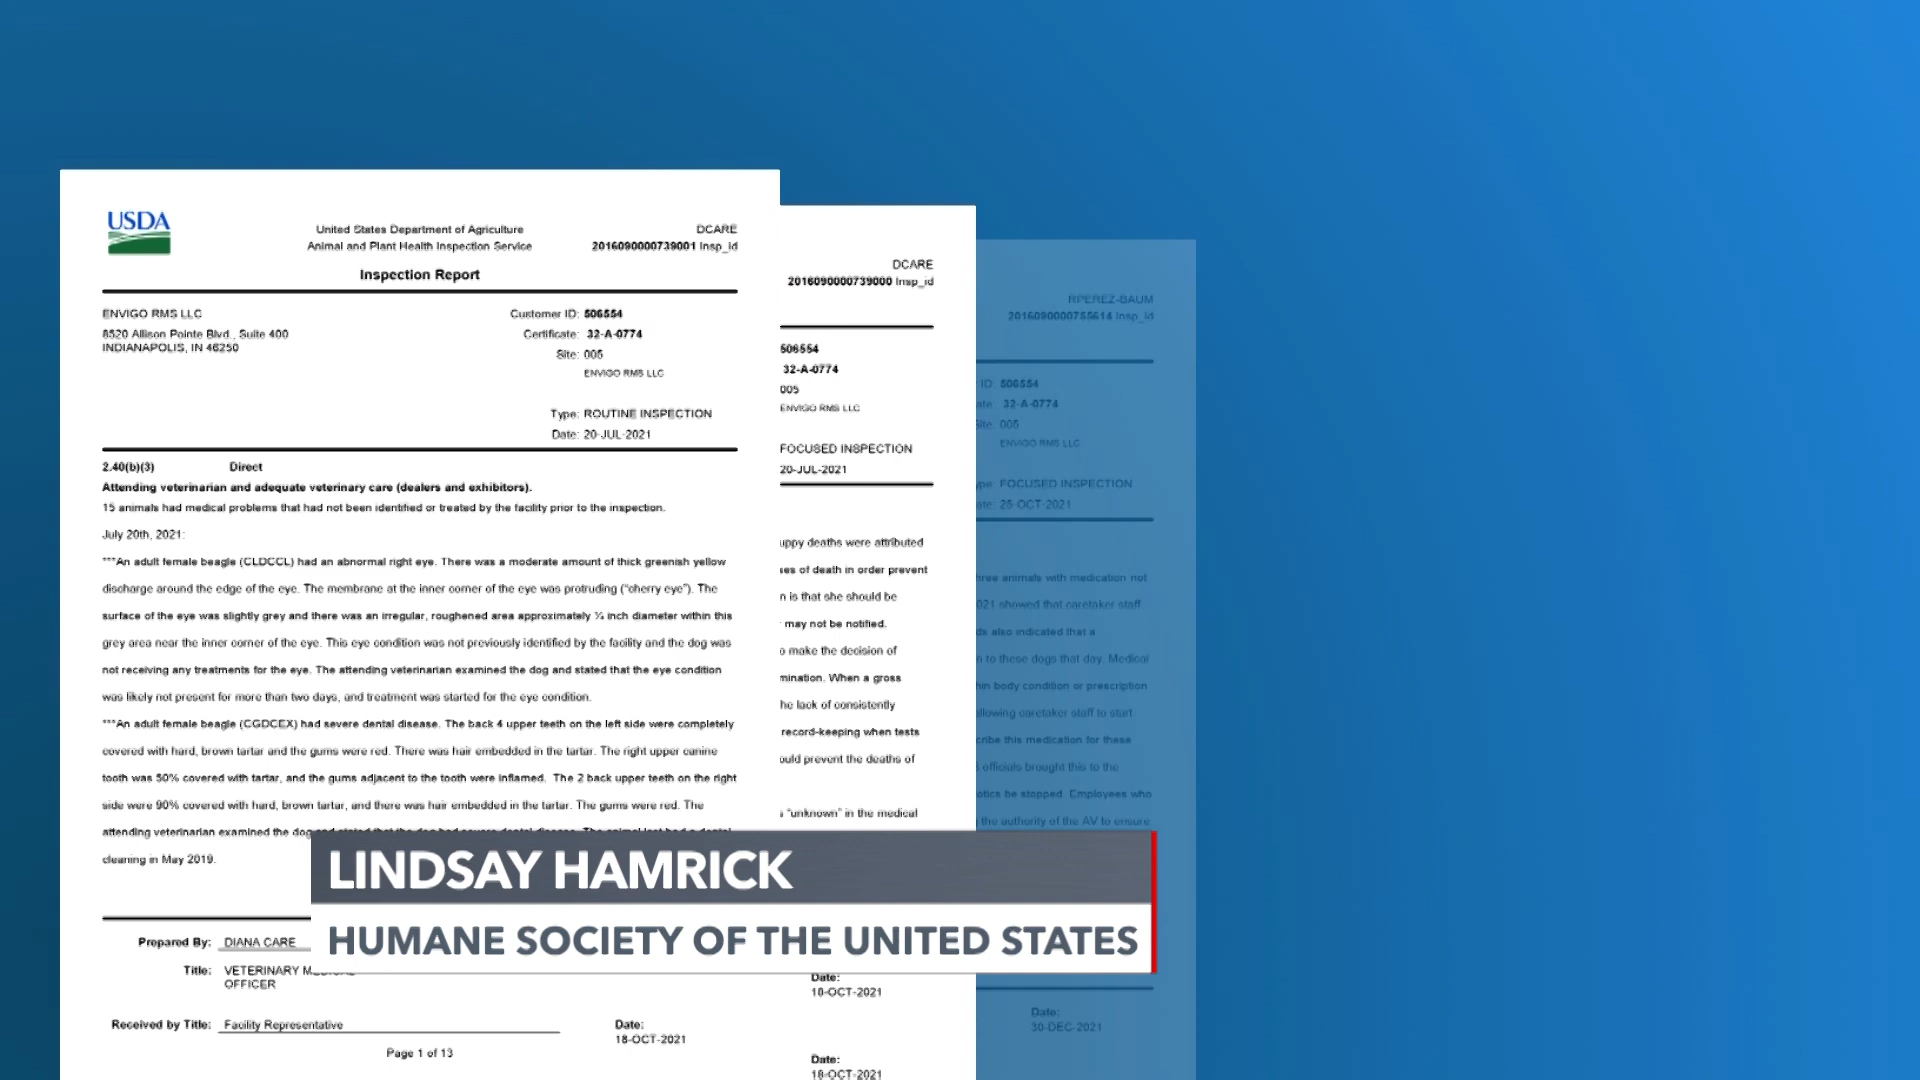 USDA
United States Department of Agriculture
Animal and Plant Health Inspection Service
DCARE
2016090000739001 Insp_id
Inspection Report
ENVIGO RMS LLC
8520 Allison Pointe Blvd., Suite 400
INDIANAPOLIS, IN 46250
Customer ID: 506554
Certificate: 32-A-0774
Site: 005
ENVIGO RMS LLC
Type: ROUTINE INSPECTION
Date: 20-JUL-2021
2.40(b)(3) Direct
Attending veterinarian and adequate veterinary care (dealers and exhibitors).
15 animals had medical problems that had not been identified or treated by the facility prior to the inspection.
July 20th, 2021:
***An adult female beagle (CLDCCL) had an abnormal right eye. There was a moderate amount of thick greenish yellow
discharge around the edge of the eye. The membrane at the inner corner of the eye was protruding (“cherry eye”). The
surface of the eye was slightly grey and there was an irregular, roughened area approximately ¼ inch diameter within this
grey area near the inner corner of the eye. This eye condition was not previously identified by the facility and the dog was
not receiving any treatments for the eye. The attending veterinarian examined the dog and stated that the eye condition
was likely not present for more than two days, and treatment was started for the eye condition.
***An adult female beagle (CGDCEX) had severe dental disease. The back 4 upper teeth on the left side were completely
covered with hard, brown tartar and the gums were red. There was hair embedded in the tartar. The right upper canine
tooth was 50% covered with tartar, and the gums adjacent to the tooth were inflamed. The 2 back upper teeth on the right
side were 90% covered with hard, brown tartar, and there was hair embedded in the tartar. The gums were red. The
attending veterinarian examined the dog and stated that the dog had severe dental disease. The animal last had a dental
cleaning in May 2019.
Prepared By: DIANA CARE
Title: VETERINARY
OFFICER
Received by Title: Facility Representative
Date:
18-OCT-2021
Page 1 of 13
DCARE
2016090000739000 Insp_id
506554
32-A-0774
005
ENVIGO RMS LLC
FOCUSED INSPECTION
20-JUL-2021
uppy deaths were attributed
ses of death in order prevent
n is that she should be
may not be notified.
o make the decision of
mination. When a gross
he lack of consistently
record-keeping when tests
ould prevent the deaths of
“unknown” in the medical
Date:
18-OCT-2021
Date:
18-OCT-2021
RPEREZ-BAUM
2016090000755614 Insp_id
ID: 506554
ate: 32-A-0774
Site: 005
ENVIGO RMS LLC
ype: FOCUSED INSPECTION
ate: 25-OCT-2021
hree animals with medication not
021 showed that caretaker staff
ds also indicated that a
n to these dogs that day. Medical
hin body condition or prescription
llowing caretaker staff to start
cribe this medication for these
officials brought this to the
otics be stopped. Employees who
the authority of the AV to ensure
Date:
30-DEC-2021
LINDSAY HAMRICK
HUMANE SOCIETY OF THE UNITED STATES